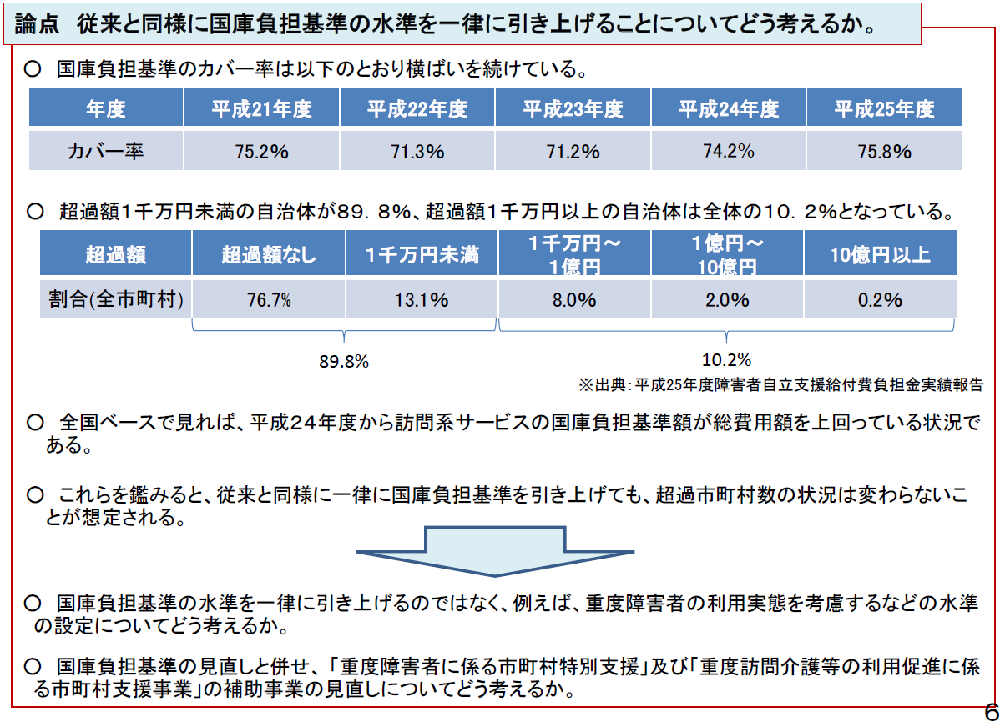 論点　従来と同様に国庫負担基準の水準を一律に引き上げることについてどう考えるか。
○　国庫負担基準のカバー率は以下のとおり横ばいを続けている。
年度 平成21年度 平成22年度 平成23年度 平成24年度 平成25年度
カバー率 75.2% 71.3% 71.2% 74.2% 75.8%
○　超過額１千万円未満の自治体が８９．８％、超過額１千万円以上の自治体は全体の１０．２％となっている。
超過額 超過額なし １千万円未満 １千万円～ １億円～ 10億円以上
１億円 10億円
割合(全市町村) 76.7% 13.1% 8.0% 2.0% 0.2%
89.8% 10.2%
※出典：平成25年度障害者自立支援給付費負担金実績報告
○　全国ベースで見れば、平成２４年度から訪問系サービスの国庫負担基準額が総費用額を上回っている状況で
ある。
○　これらを鑑みると、従来と同様に一律に国庫負担基準を引き上げても、超過市町村数の状況は変わらないこ
とが想定される。
○　国庫負担基準の水準を一律に引き上げるのではなく、例えば、重度障害者の利用実態を考慮するなどの水準
の設定についてどう考えるか。
○　国庫負担基準の見直しと併せ、「重度障害者に係る市町村特別支援」及び「重度訪問介護等の利用促進に係
る市町村支援事業」の補助事業の見直しについてどう考えるか。
6